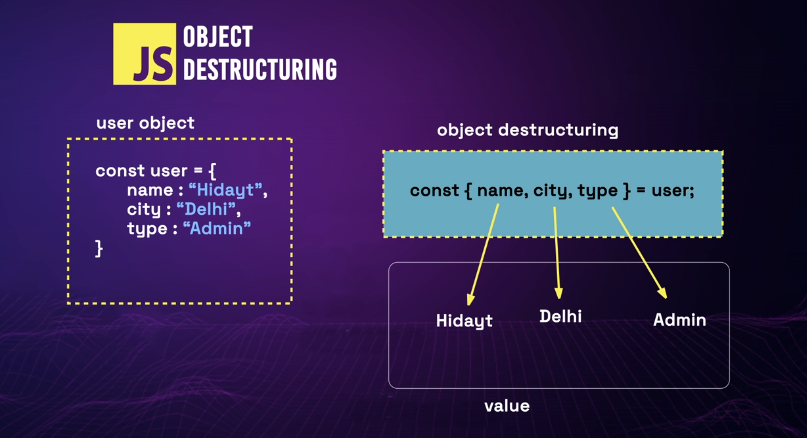 JS
OBJECT
DESTRUCTURING
user object
const user = {
name : “Hidayt”,
city : “Delhi”,
type : “Admin”
}
object destructuring
const { name, city, type } = user;
Hidayt Delhi Admin
value